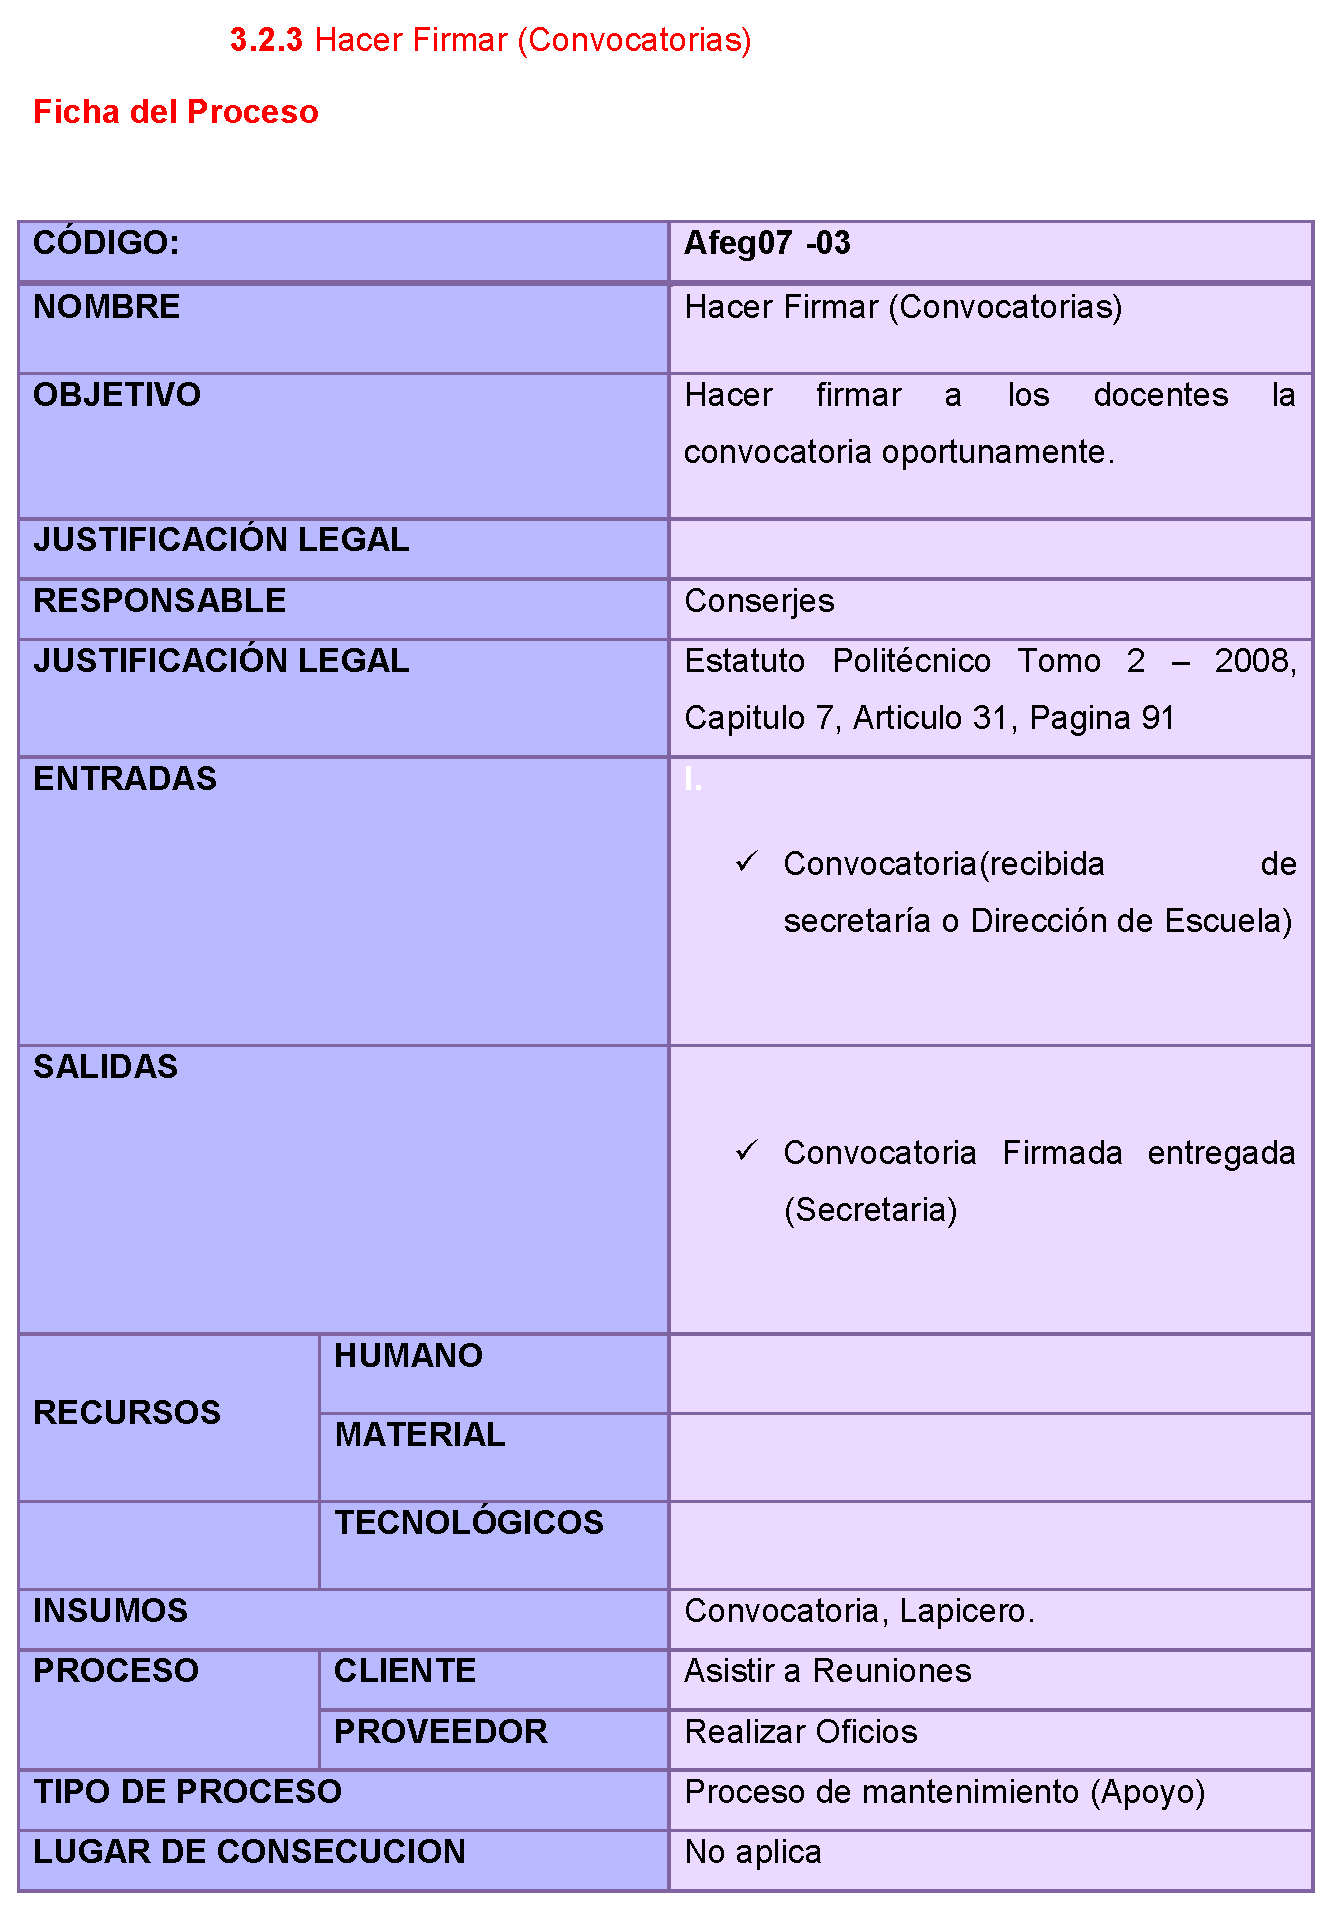 3.2.3 Hacer Firmar (Convocatorias)
Ficha del Proceso
CÓDIGO: Afeg07 -03
NOMBRE Hacer Firmar (Convocatorias)
OBJETIVO Hacer firmar a los docentes la
convocatoria oportunamente.
JUSTIFICACIÓN LEGAL
RESPONSABLE Conserjes
JUSTIFICACIÓN LEGAL Estatuto Politécnico Tomo 2 – 2008,
Capitulo 7, Articulo 31, Pagina 91
ENTRADAS I.
✓ Convocatoria(recibida de
secretaría o Dirección de Escuela)
SALIDAS
✓ Convocatoria Firmada entregada
(Secretaria)
HUMANO
RECURSOS
MATERIAL
TECNOLÓGICOS
INSUMOS Convocatoria, Lapicero.
PROCESO CLIENTE Asistir a Reuniones
PROVEEDOR Realizar Oficios
TIPO DE PROCESO Proceso de mantenimiento (Apoyo)
LUGAR DE CONSECUCION No aplica